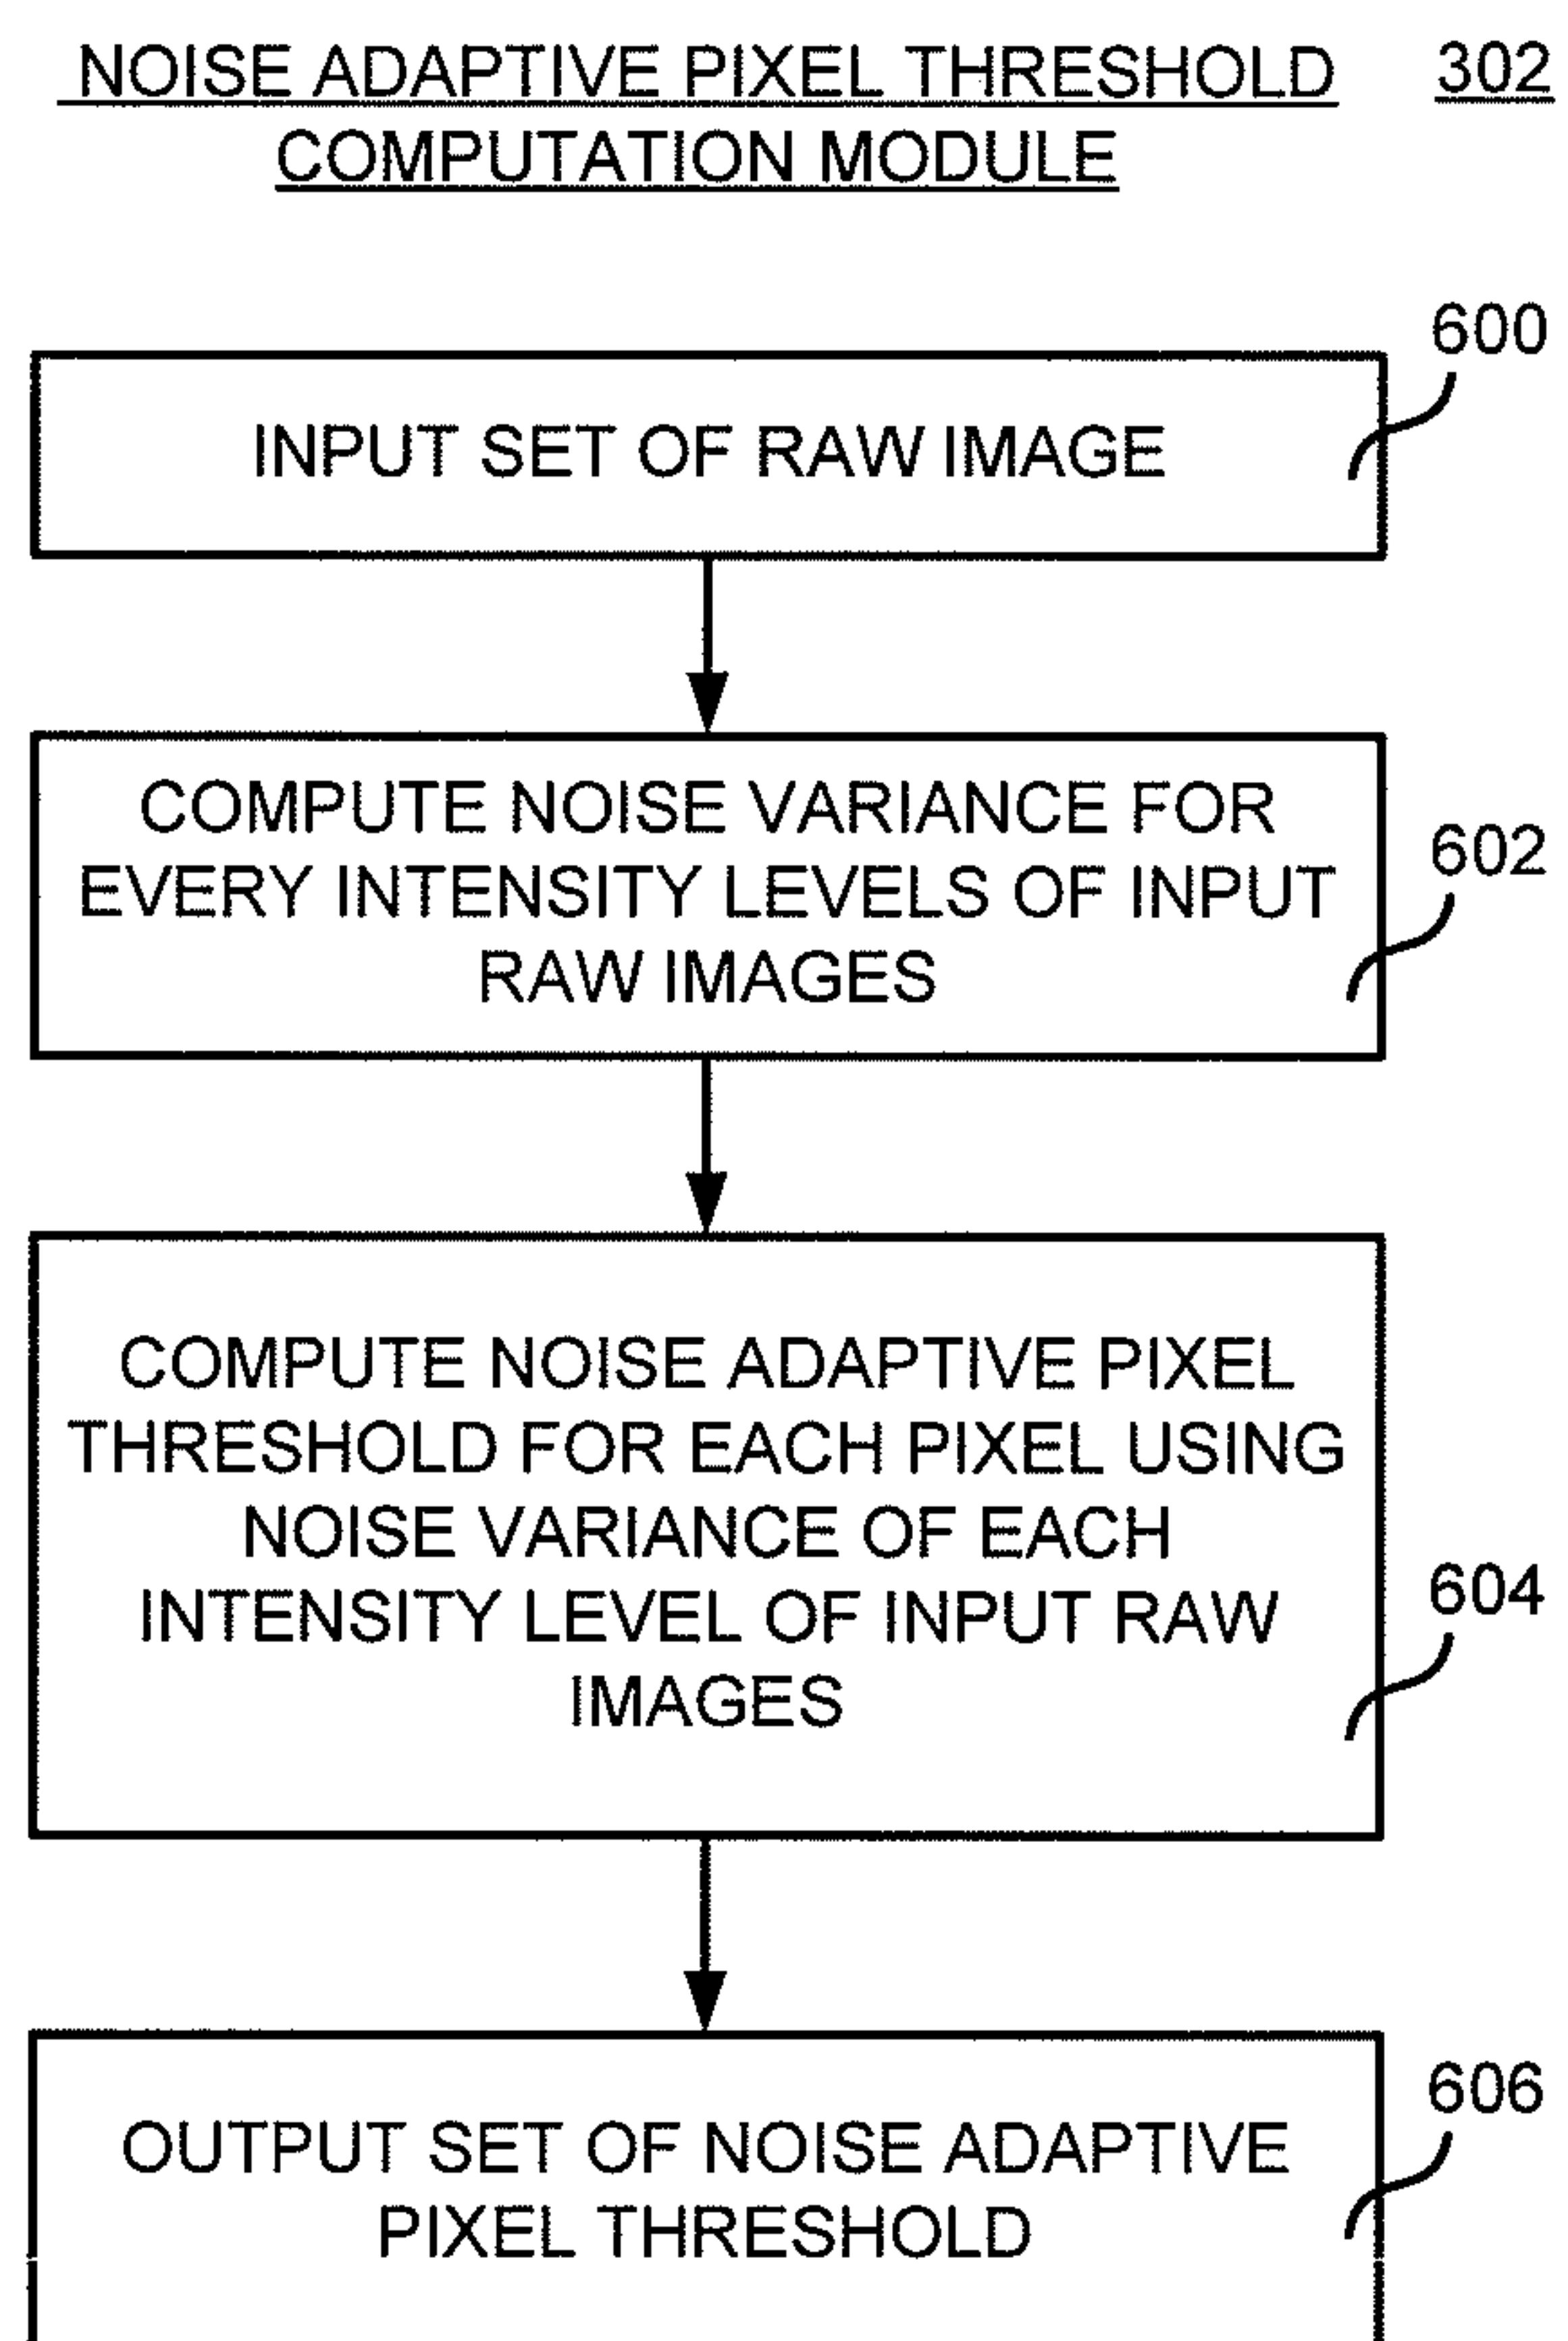 NOISE ADAPTIVE PIXEL THRESHOLD 302
COMPUTATION MODULE
600
INPUT SET OF RAW IMAGE
COMPUTE NOISE VARIANCE FOR
EVERY INTENSITY LEVELS OF INPUT
RAW IMAGES
602
COMPUTE NOISE ADAPTIVE PIXEL
THRESHOLD FOR EACH PIXEL USING
NOISE VARIANCE OF EACH
INTENSITY LEVEL OF INPUT RAW
IMAGES
604
606
OUTPUT SET OF NOISE ADAPTIVE
PIXEL THRESHOLD